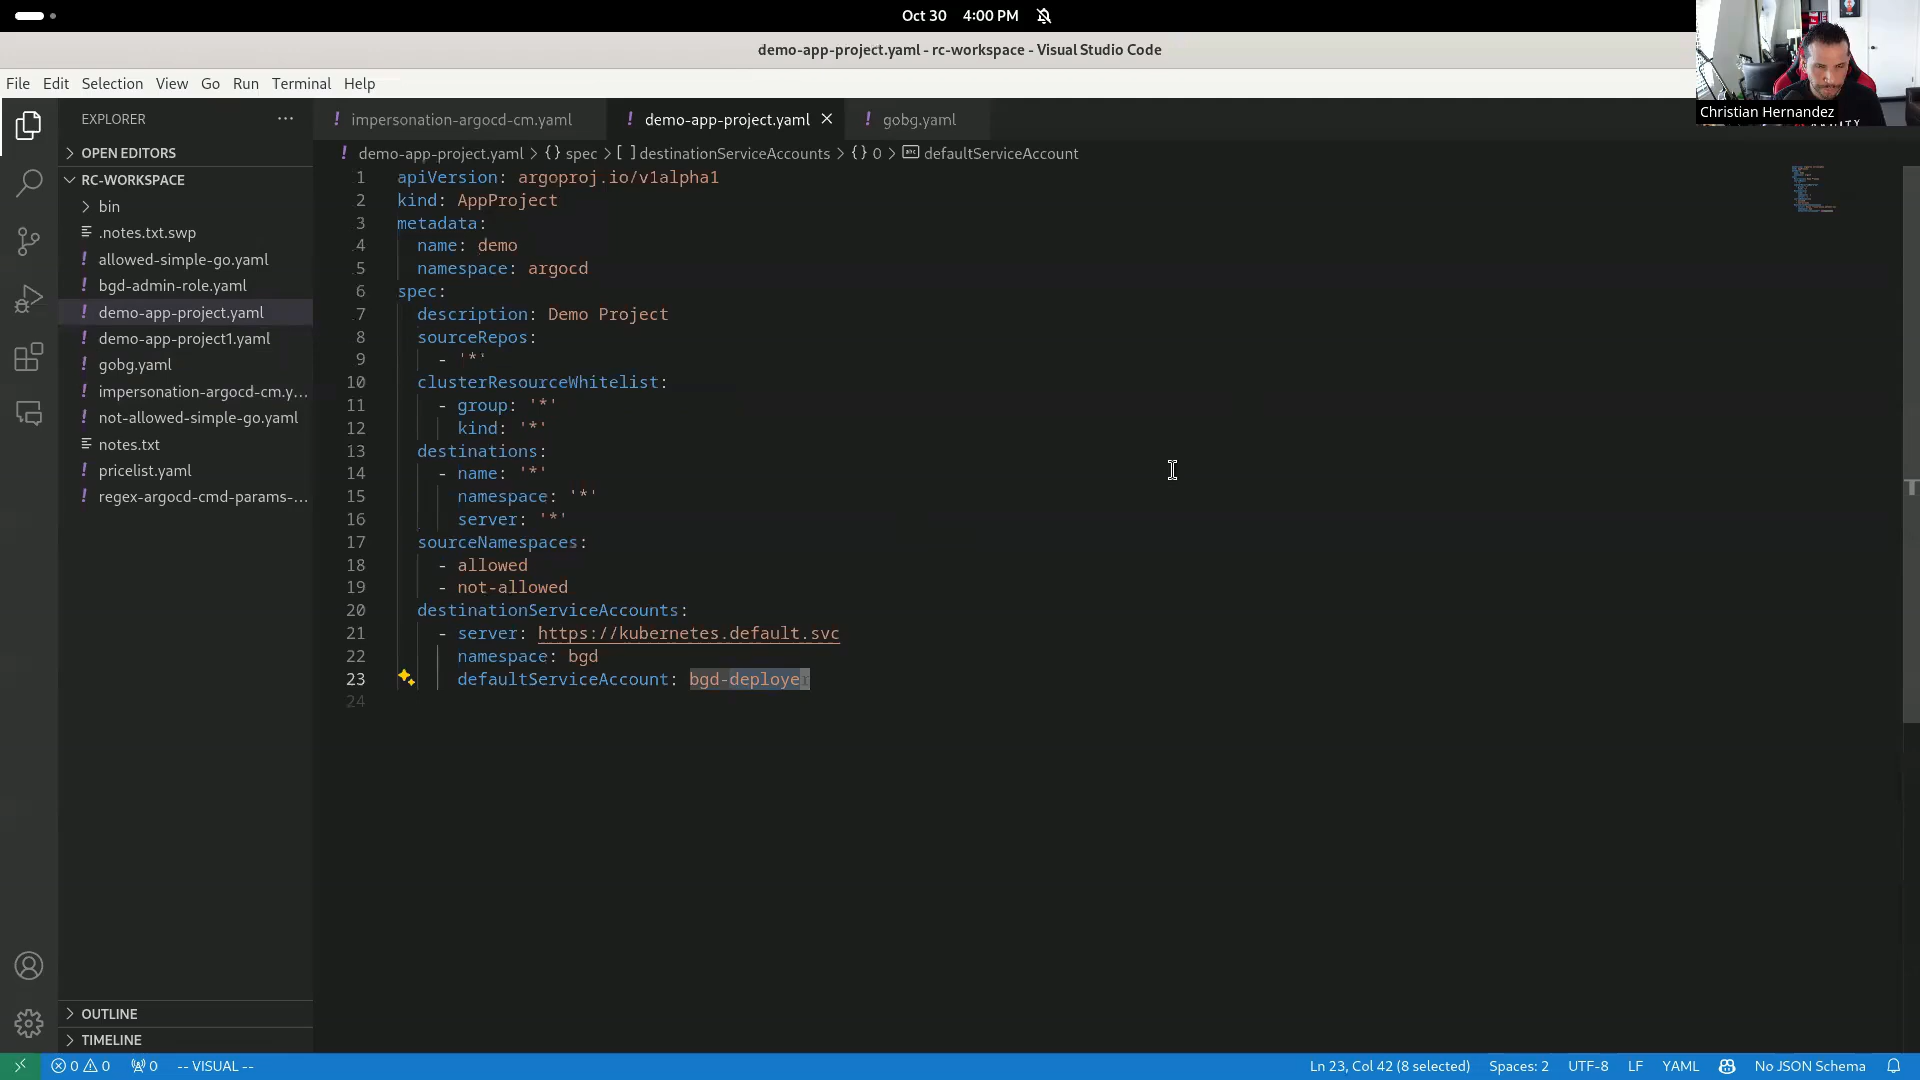 Oct 30 4:00 PM
demo-app-project.yaml - rc-workspace - Visual Studio Code
Christian Hernandez
File Edit Selection View Go Run Terminal Help
EXPLORER
OPEN EDITORS
RC-WORKSPACE
bin
.notes.txt.swp
allowed-simple-go.yaml
bgd-admin-role.yaml
demo-app-project.yaml
demo-app-project1.yaml
gobg.yaml
impersonation-argocd-cm.y...
not-allowed-simple-go.yaml
notes.txt
pricelist.yaml
regex-argocd-cmd-params-...
OUTLINE
TIMELINE
impersonation-argocd-cm.yaml demo-app-project.yaml gobg.yaml
demo-app-project.yaml > {} spec > [ ] destinationServiceAccounts > {} 0 > abc defaultServiceAccount
1 apiVersion: argoproj.io/v1alpha1
2 kind: AppProject
3 metadata:
4 name: demo
5 namespace: argocd
6 spec:
7 description: Demo Project
8 sourceRepos:
9 - '*'
10 clusterResourceWhitelist:
11 - group: '*'
12 kind: '*'
13 destinations:
14 - name: '*'
15 namespace: '*'
16 server: '*'
17 sourceNamespaces:
18 - allowed
19 - not-allowed
20 destinationServiceAccounts:
21 - server: https://kubernetes.default.svc
22 namespace: bgd
23 defaultServiceAccount: bgd-deployer
24
0 0 0 -- VISUAL -- Ln 23, Col 42 (8 selected) Spaces: 2 UTF-8 LF YAML No JSON Schema